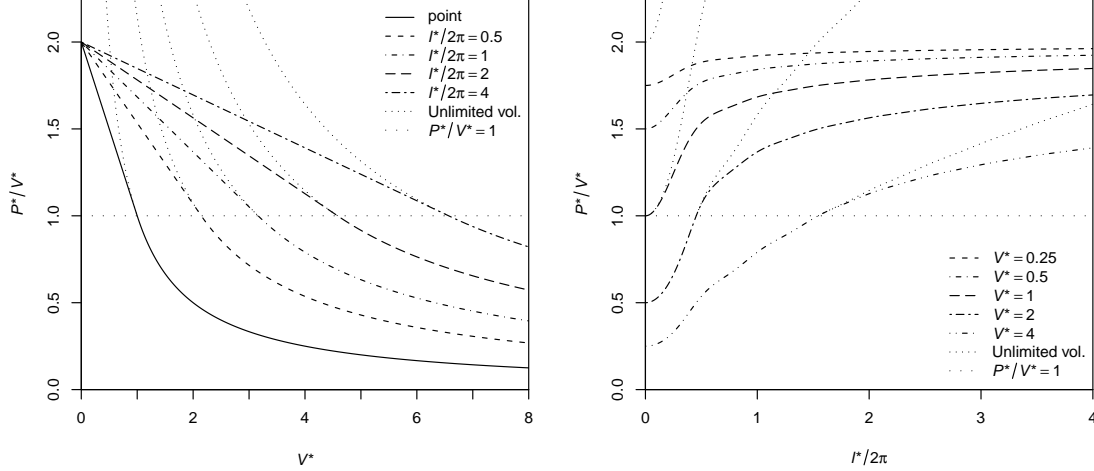 point
I*/2π = 0.5
I*/2π = 1
I*/2π = 2
I*/2π = 4
Unlimited vol.
P*/V* = 1
P*/V*
2.0
1.5
1.0
0.5
0.0
0 2 4 6 8
V*
P*/V*
2.0
1.5
1.0
0.5
0.0
V* = 0.25
V* = 0.5
V* = 1
V* = 2
V* = 4
Unlimited vol.
P*/V* = 1
0 1 2 3 4
I*/2π